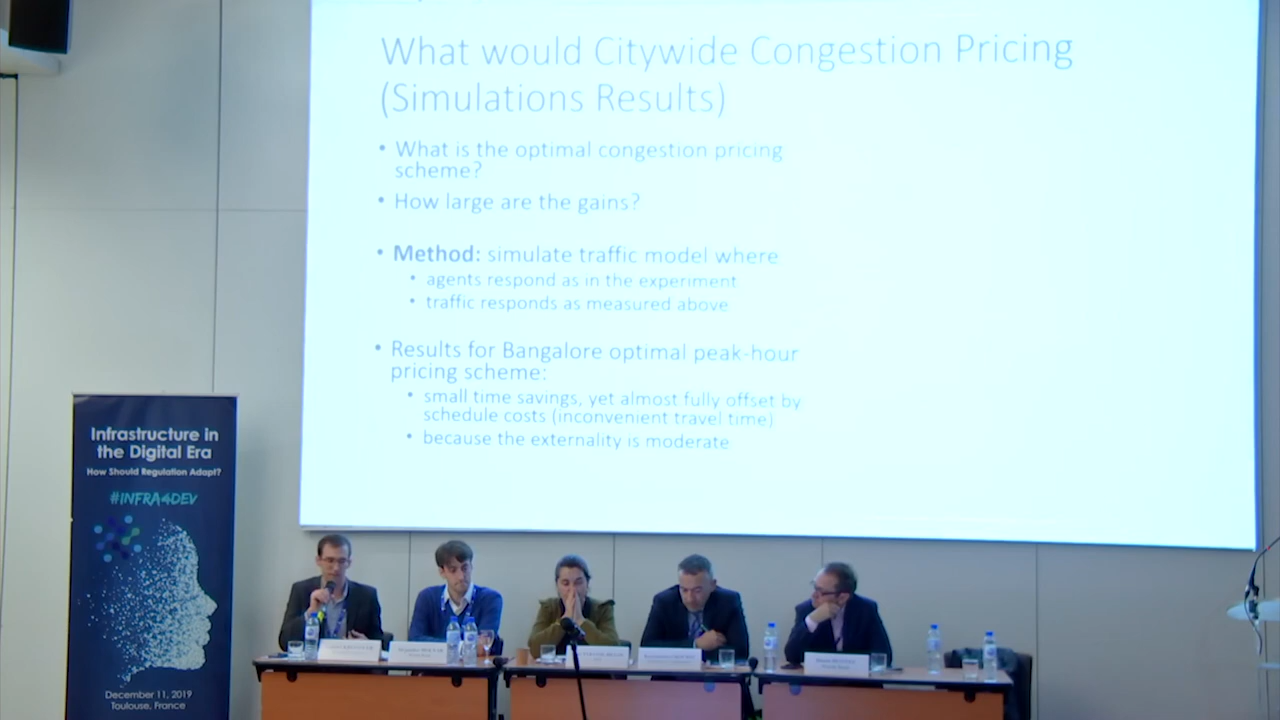 What would Citywide Congestion Pricing
(Simulations Results)
• What is the optimal congestion pricing
scheme?
• How large are the gains?
• Method: simulate traffic model where
• agents respond as in the experiment
• traffic responds as measured above
• Results for Bangalore optimal peak-hour
pricing scheme:
• small time savings, yet almost fully offset by
schedule costs (inconvenient travel time)
• because the externality is moderate
Infrastructure in
the Digital Era
How Should Regulation Adapt?
#INFRA4DEV
December 11, 2019
Toulouse, France